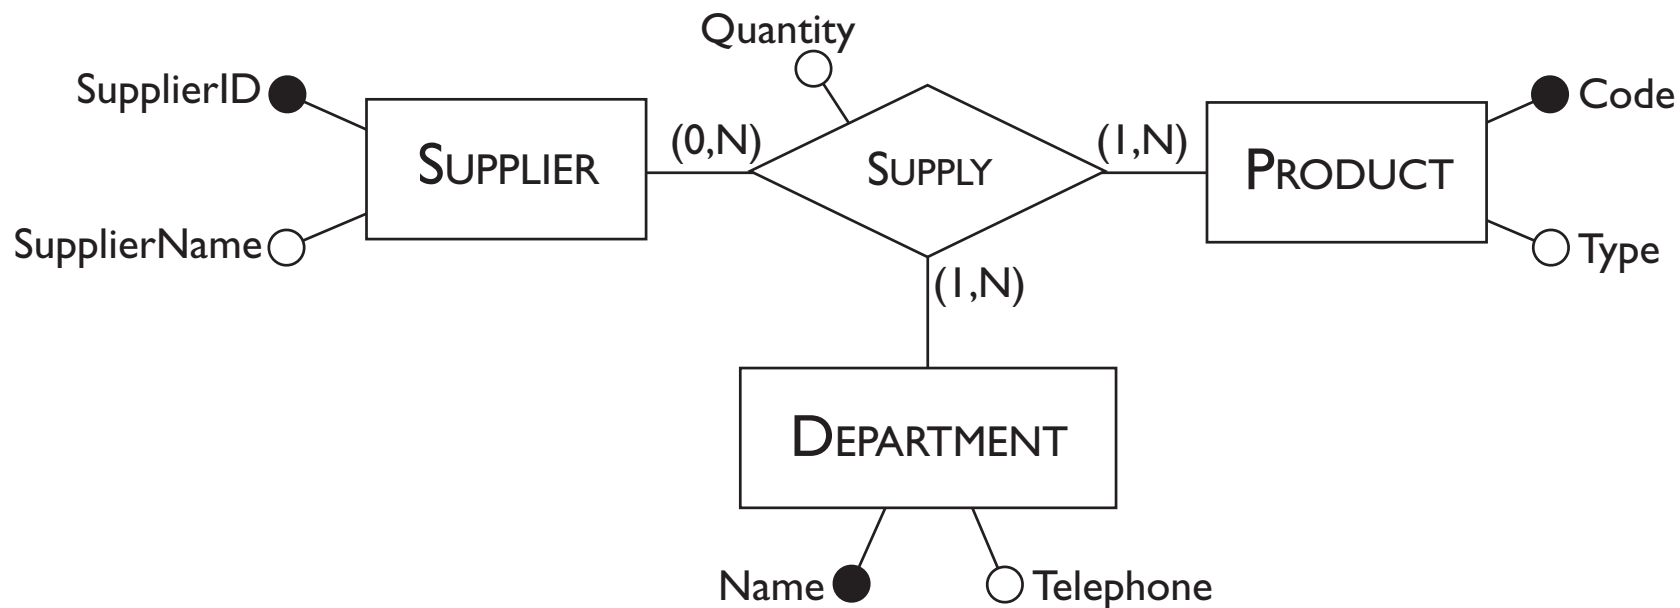 Quantity
SupplierID
Code
(0,N)
(1,N)
SUPPLIER
SUPPLY
PRODUCT
SupplierName
Type
(1,N)
DEPARTMENT
Name
Telephone